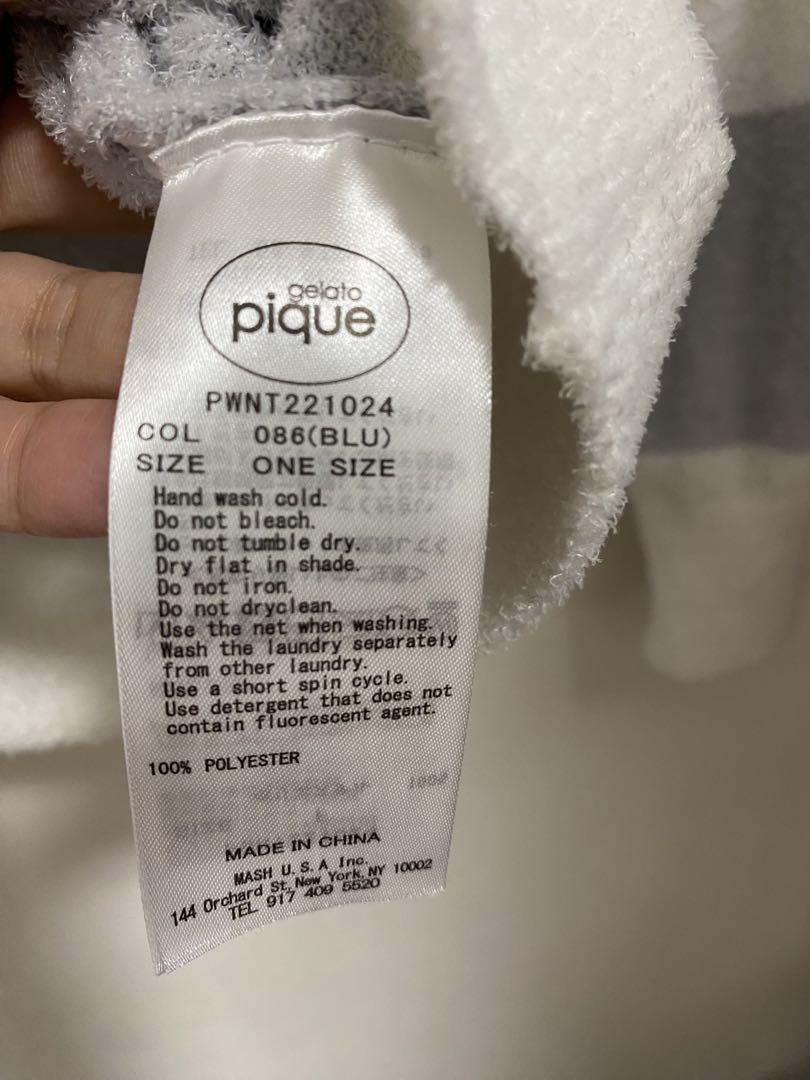 gelato
pique
PWNT221024
COL 086(BLU)
SIZE ONE SIZE
Hand wash cold.
Do not bleach.
Do not tumble dry.
Dry flat in shade.
Do not iron.
Do not dryclean.
Use the net when washing.
Wash the laundry separately
from other laundry.
Use a short spin cycle.
Use detergent that does not
contain fluorescent agent.
100% POLYESTER
MADE IN CHINA
MASH U.S.A Inc.
144 Orchard St, New York, NY 10002
TEL 917 409 5520